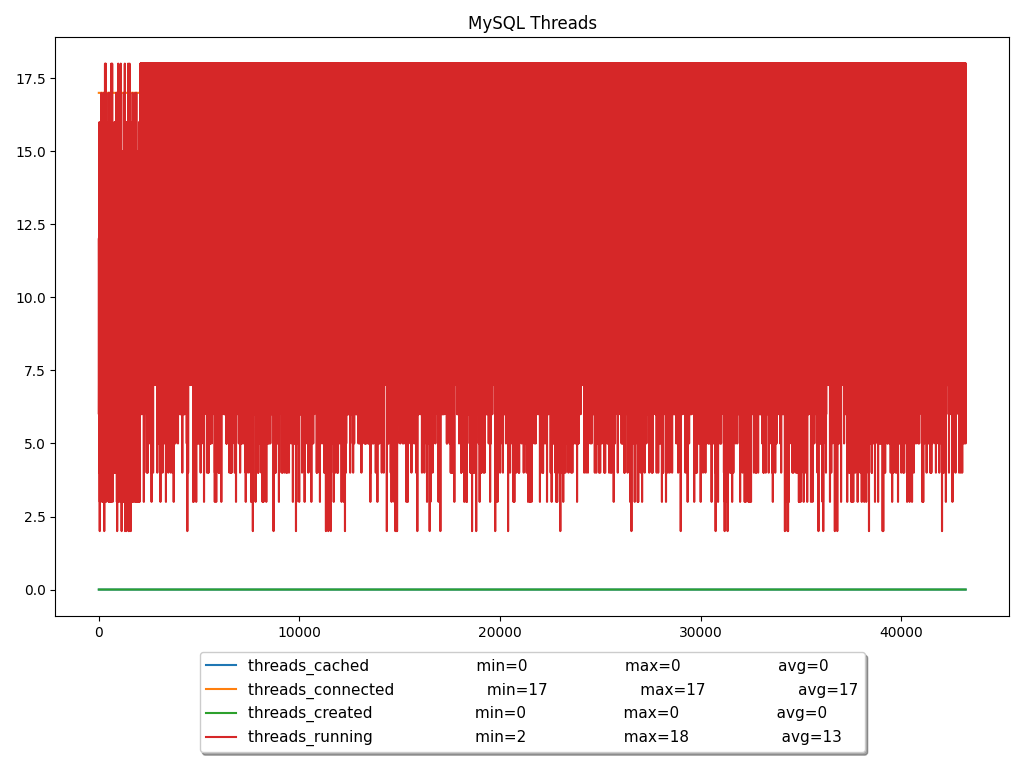 MySQL Threads
17.5
15.0
12.5
10.0
7.5
5.0
2.5
0.0
0 10000 20000 30000 40000
threads_cached min=0 max=0 avg=0
threads_connected min=17 max=17 avg=17
threads_created min=0 max=0 avg=0
threads_running min=2 max=18 avg=13